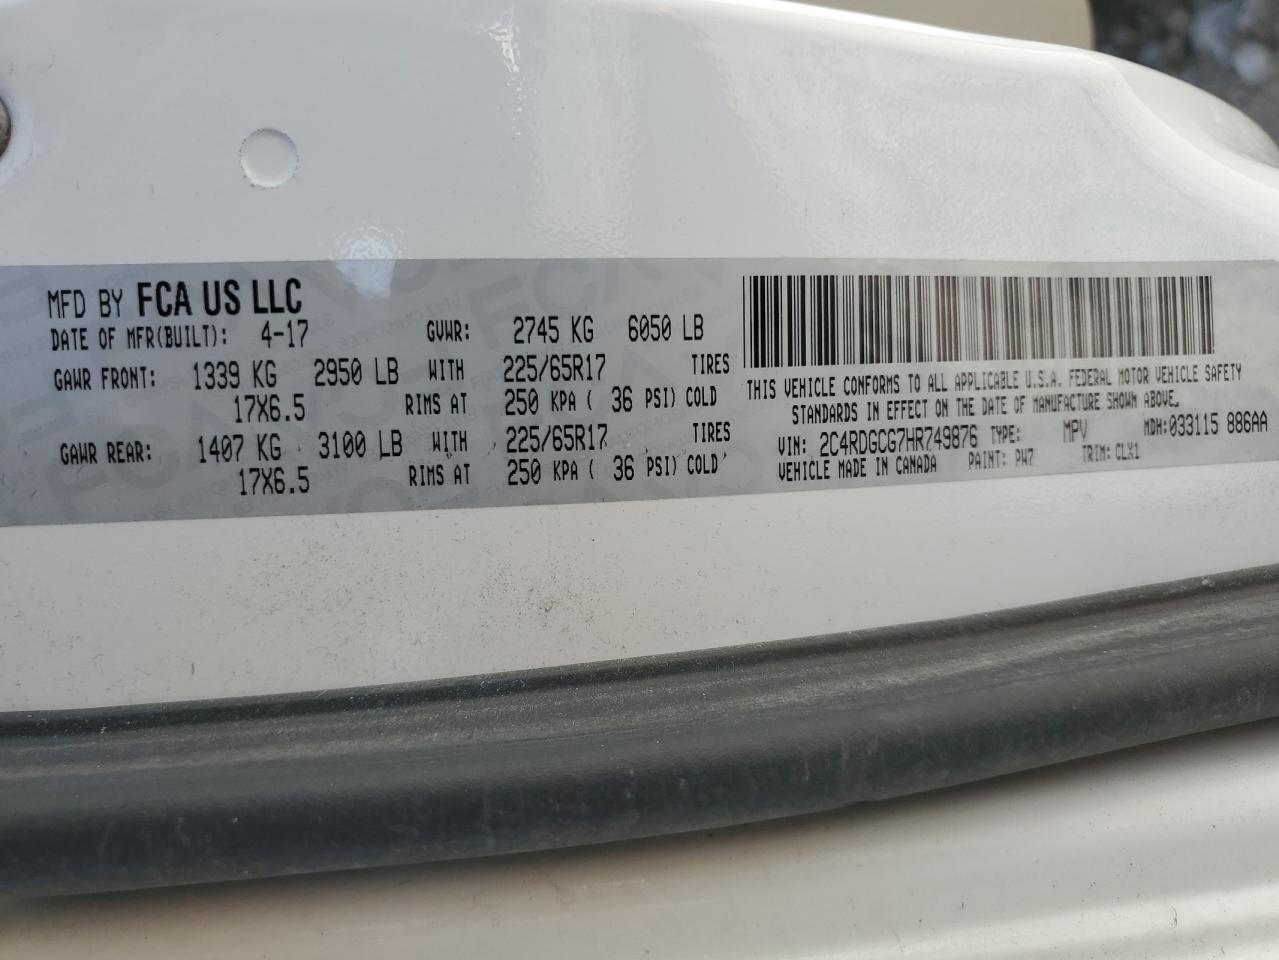 MFD BY FCA US LLC
DATE OF MFR(BUILT): 4-17 GVWR: 2745 KG 6050 LB
GAWR FRONT: 1339 KG 2950 LB WITH 225/65R17 TIRES
17X6.5 RIMS AT 250 KPA ( 36 PSI) COLD
GAWR REAR: 1407 KG 3100 LB WITH 225/65R17 TIRES
17X6.5 RIMS AT 250 KPA ( 36 PSI) COLD
THIS VEHICLE CONFORMS TO ALL APPLICABLE U.S.A. FEDERAL MOTOR VEHICLE SAFETY
STANDARDS IN EFFECT ON THE DATE OF MANUFACTURE SHOWN ABOVE.
VIN: 2C4RDGCG7HR749876 TYPE: MPV MDH:033115 886AA
VEHICLE MADE IN CANADA PAINT: PW7 TRIM: CLX1